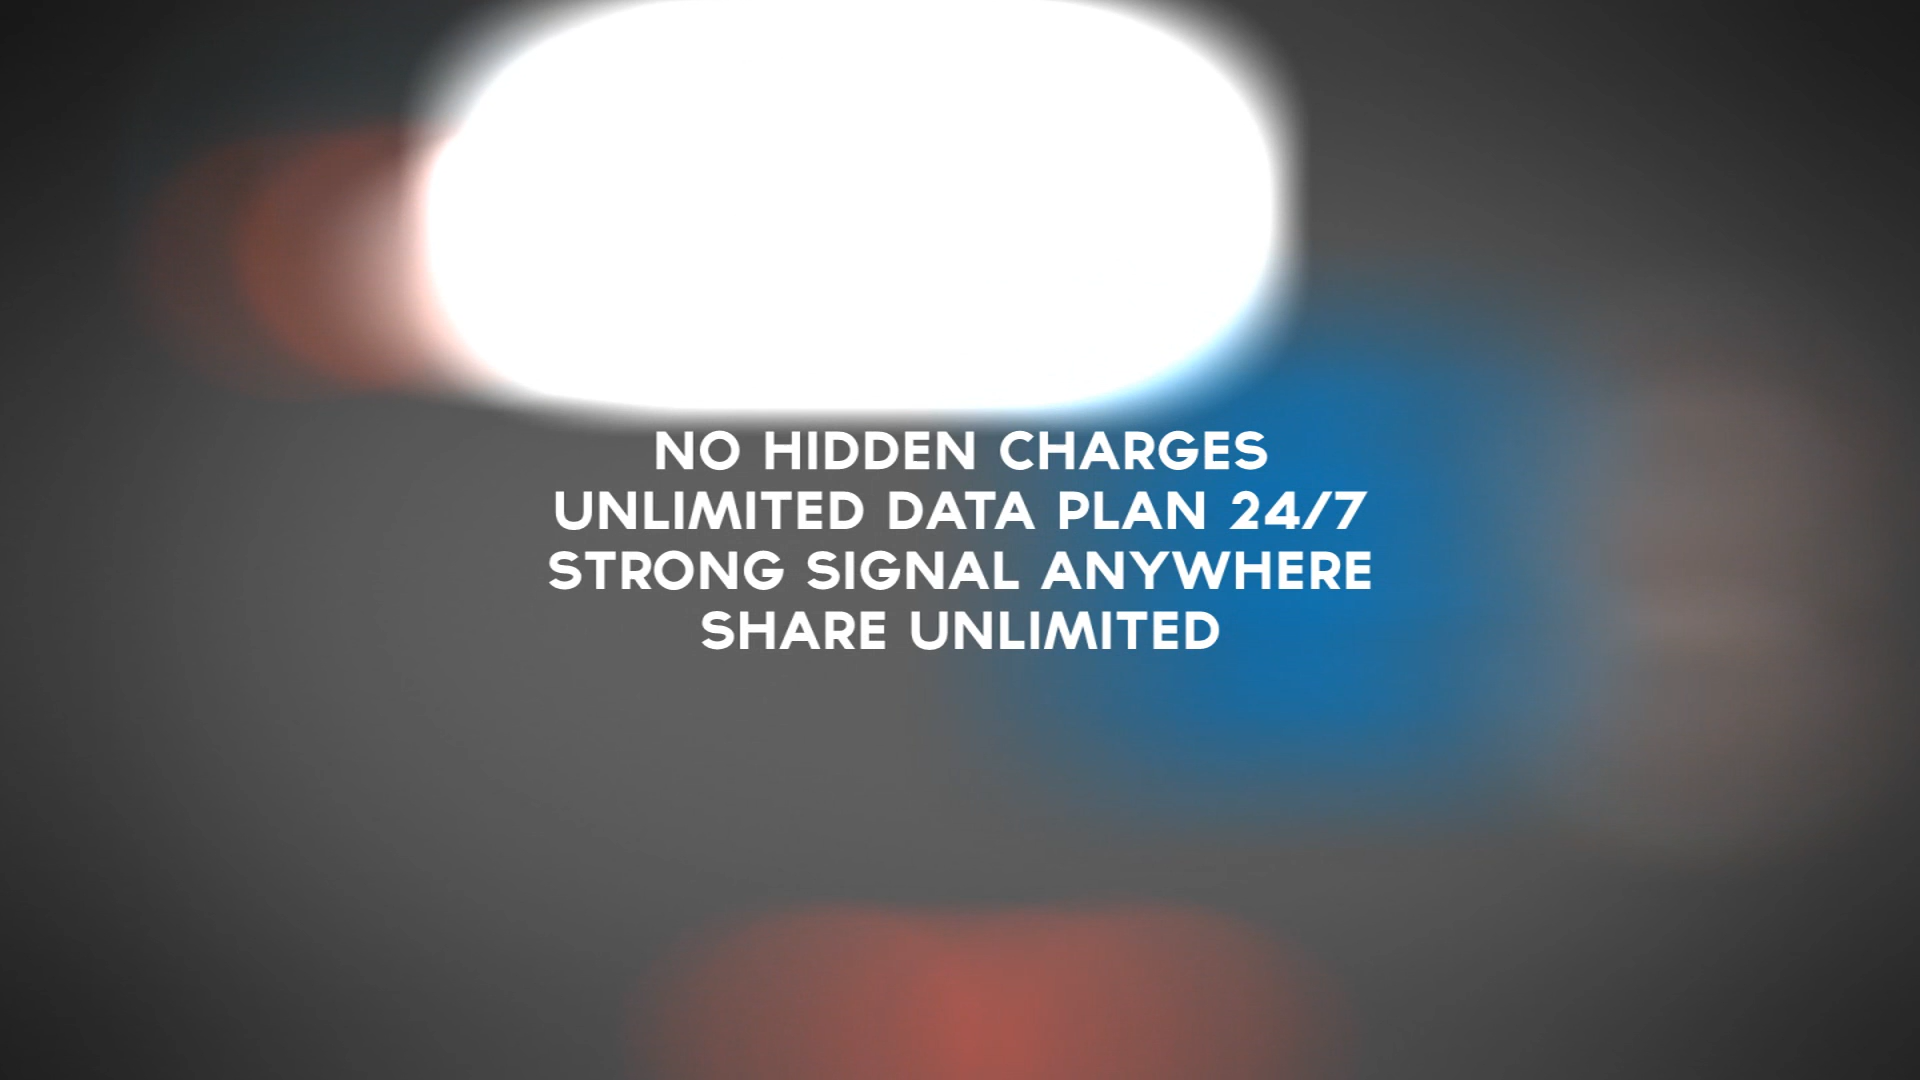 NO HIDDEN CHARGES
UNLIMITED DATA PLAN 24/7
STRONG SIGNAL ANYWHERE
SHARE UNLIMITED